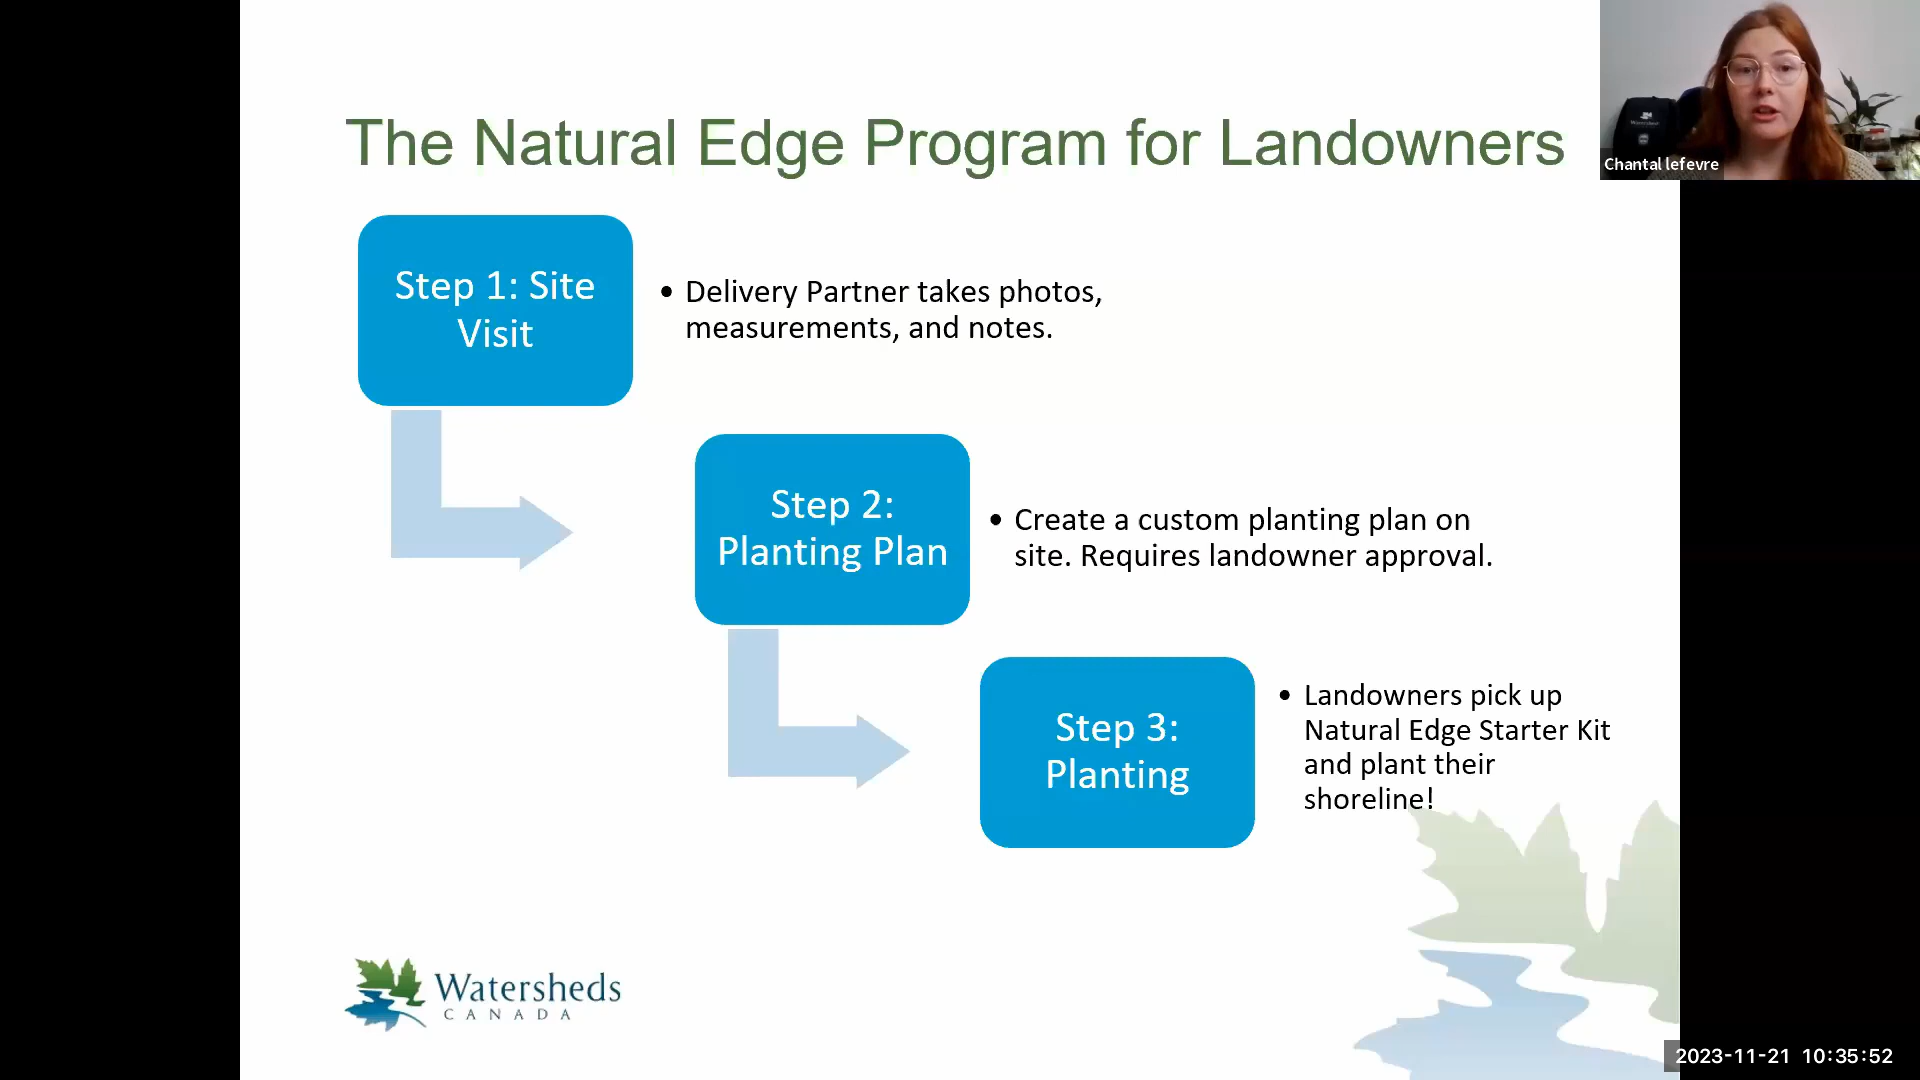 The Natural Edge Program for Landowners
Chantal lefevre
Step 1: Site
Visit
• Delivery Partner takes photos,
measurements, and notes.
Step 2:
Planting Plan
• Create a custom planting plan on
site. Requires landowner approval.
Step 3:
Planting
• Landowners pick up
Natural Edge Starter Kit
and plant their
shoreline!
Watersheds
CANADA
2023-11-21 10:35:52